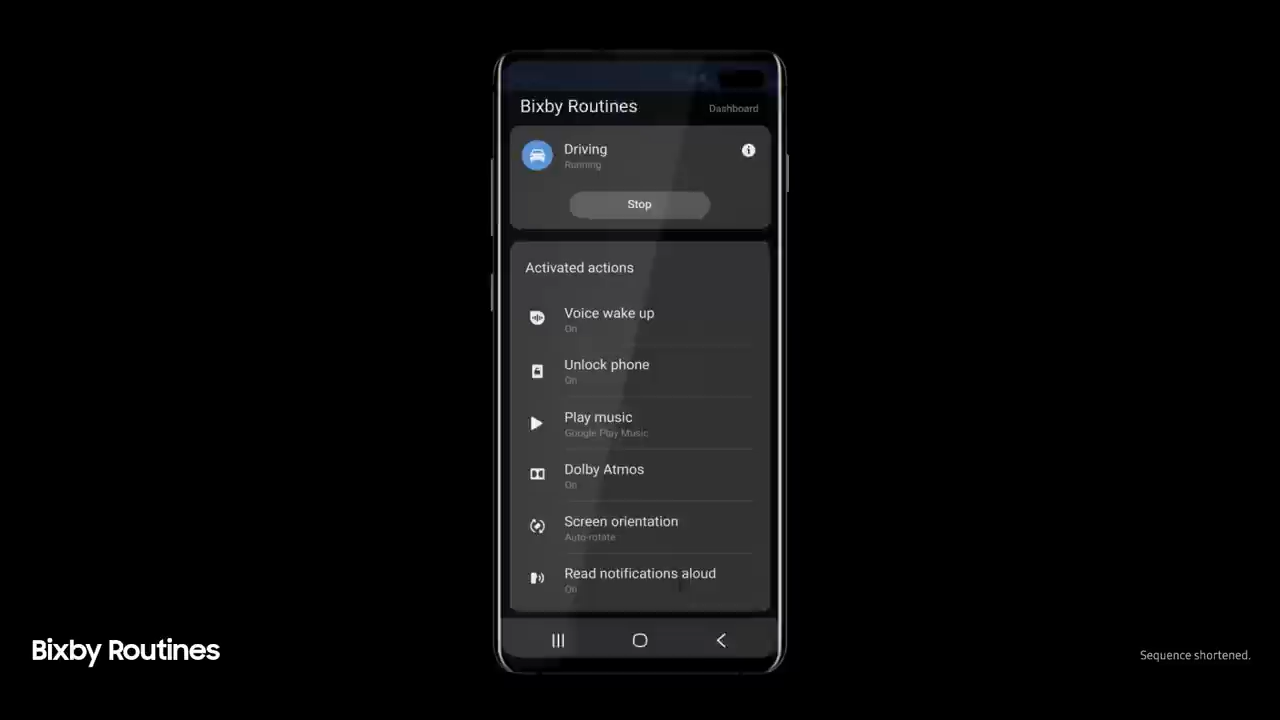 Bixby Routines
Dashboard
Driving
Running
Stop
Activated actions
Voice wake up
On
Unlock phone
On
Play music
Google Play Music
Dolby Atmos
On
Screen orientation
Auto-rotate
Read notifications aloud
On
Bixby Routines
Sequence shortened.